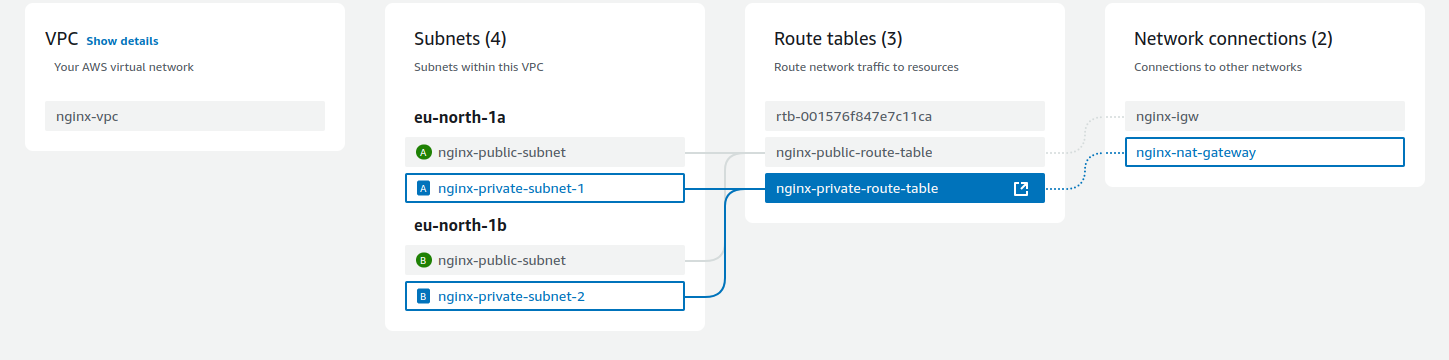 VPC Show details
Your AWS virtual network
nginx-vpc
Subnets (4)
Subnets within this VPC
eu-north-1a
A nginx-public-subnet
A nginx-private-subnet-1
eu-north-1b
B nginx-public-subnet
B nginx-private-subnet-2
Route tables (3)
Route network traffic to resources
rtb-001576f847e7c11ca
nginx-public-route-table
nginx-private-route-table
Network connections (2)
Connections to other networks
nginx-igw
nginx-nat-gateway